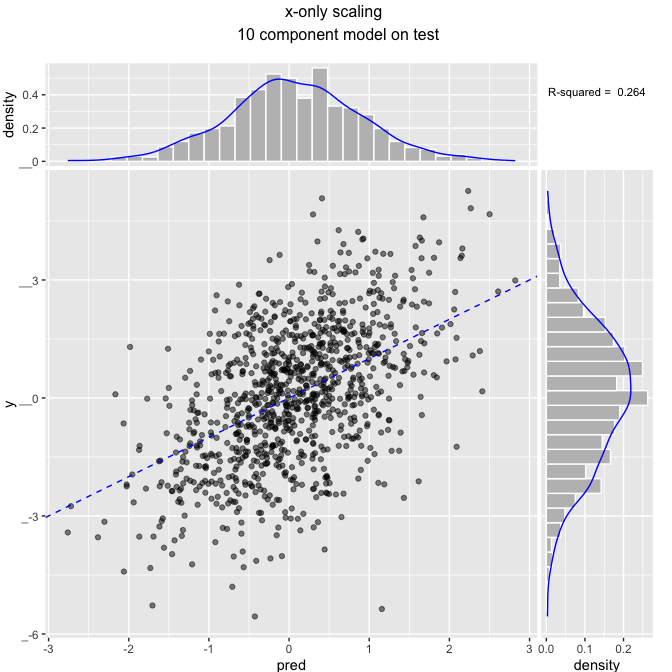 x-only scaling
10 component model on test
density
0.4
0.2
0
R-squared = 0.264
y
3
0
−3
−6
-3 -2 -1 0 1 2 3
pred
0.0 0.1 0.2
density